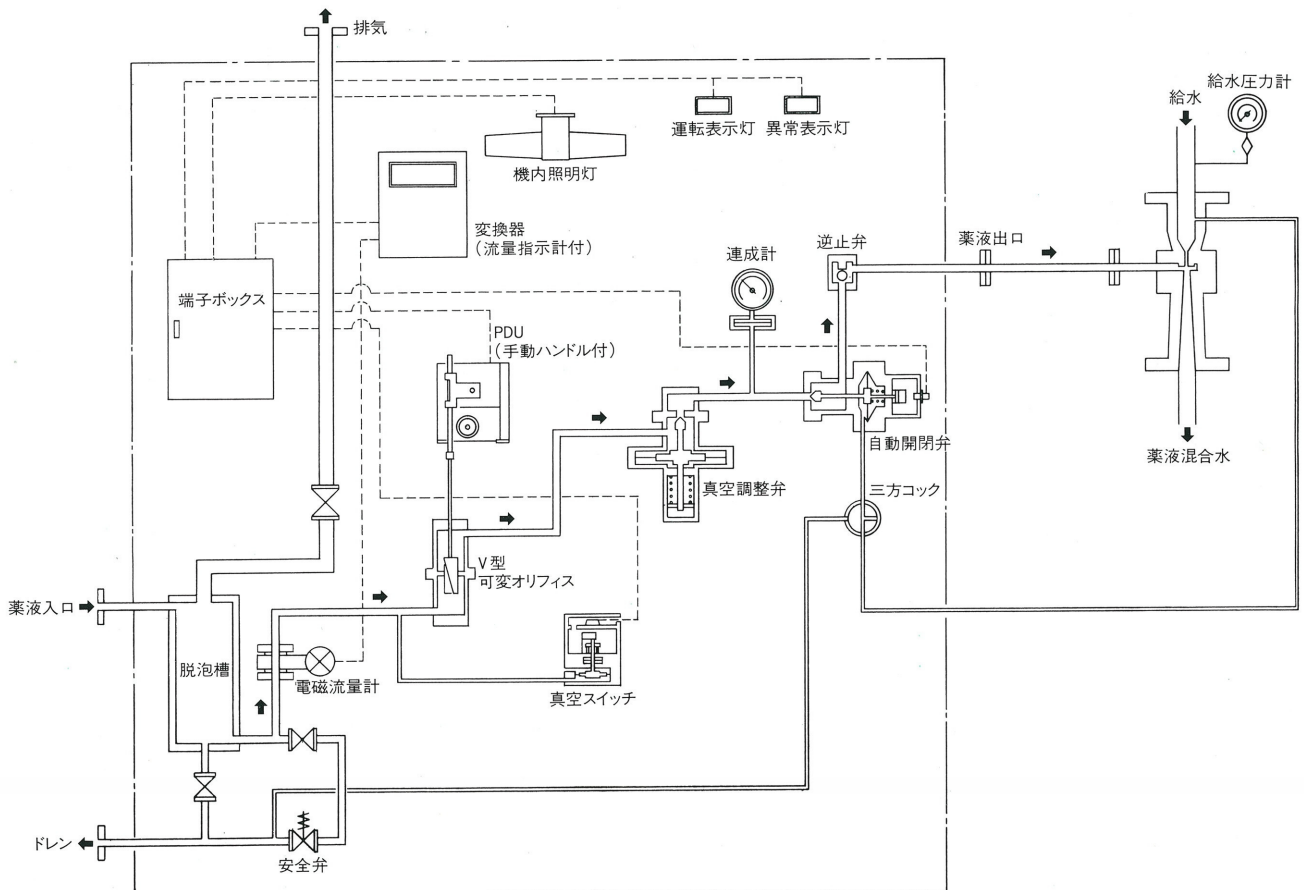 排気
給水圧力計
給水
運転表示灯
異常表示灯
機内照明灯
変換器
(流量指示計付)
逆止弁
薬液出口
連成計
端子ボックス
PDU
(手動ハンドル付)
自動開閉弁
薬液混合水
真空調整弁
三方コック
V型
可変オリフィス
薬液入口
脱泡槽
電磁流量計
真空スイッチ
ドレン
安全弁